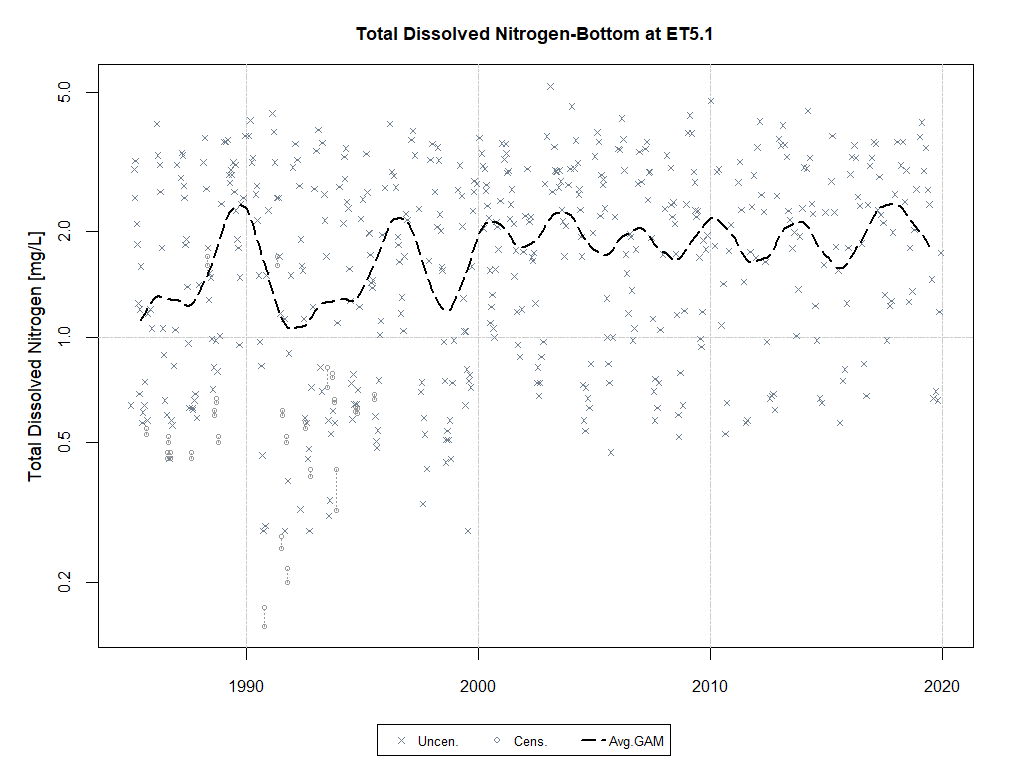 Total Dissolved Nitrogen-Bottom at ET5.1
Total Dissolved Nitrogen [mg/L]
5.0
2.0
1.0
0.5
0.2
1990 2000 2010 2020
Uncen. Cens. Avg.GAM